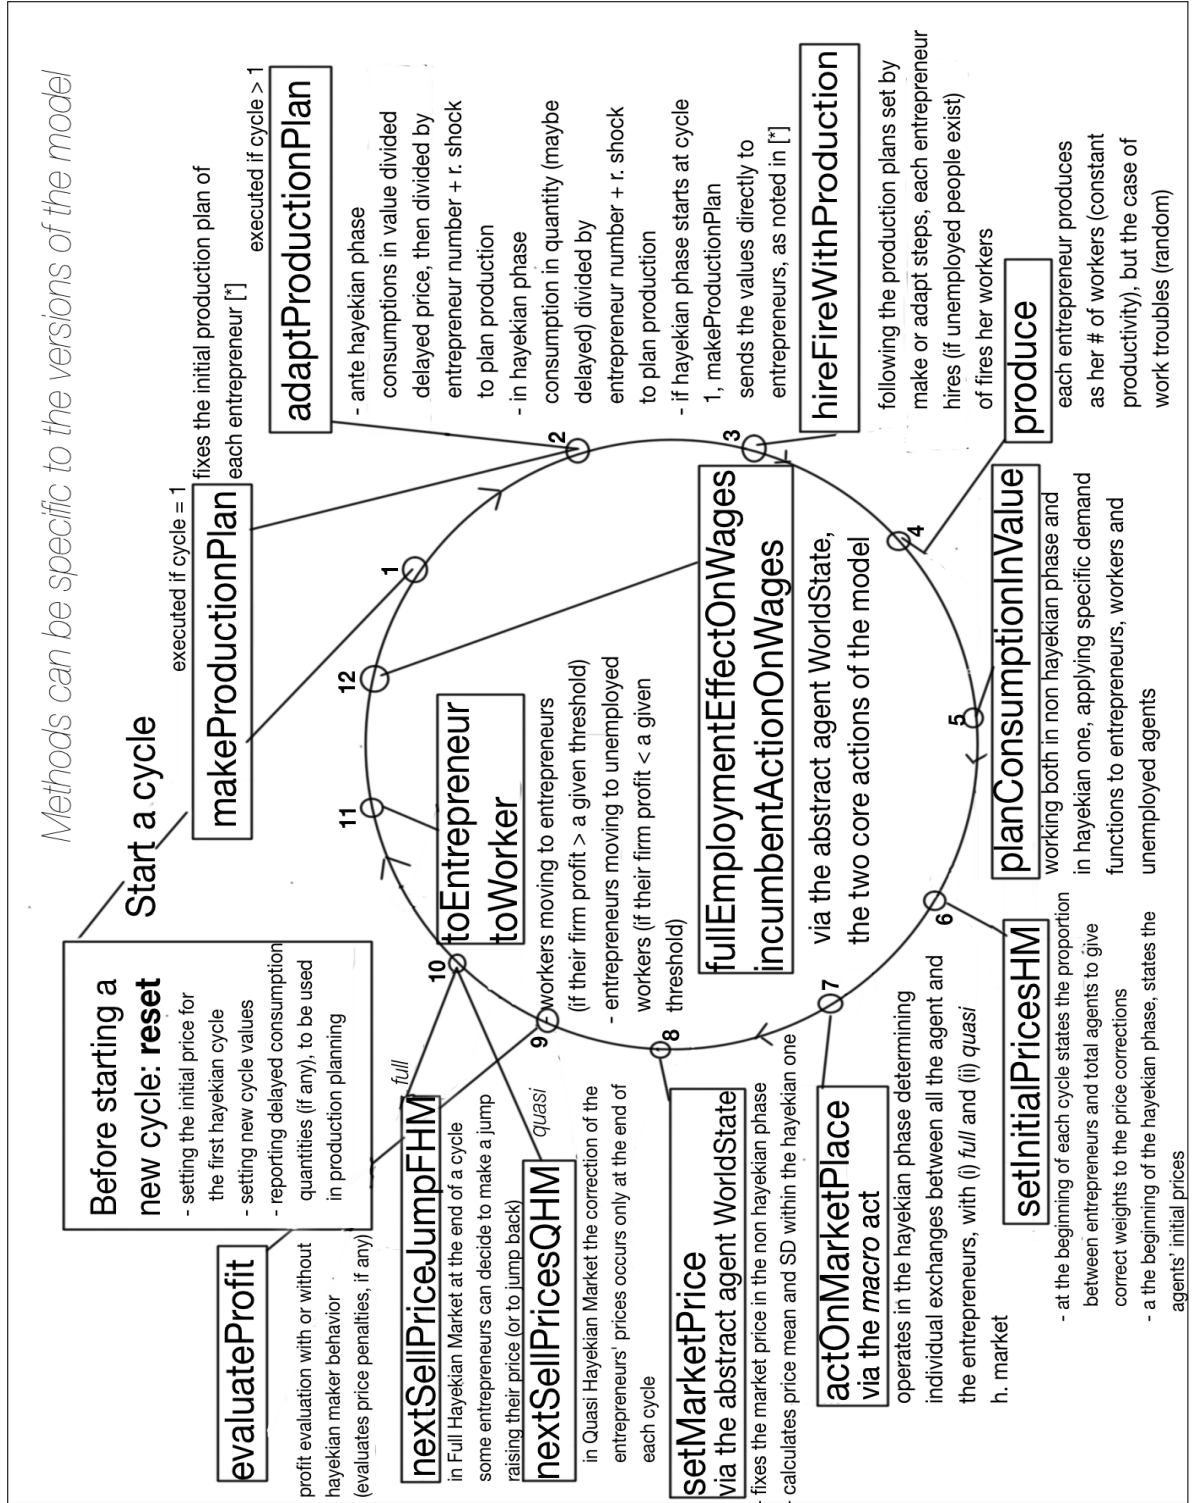 Methods can be specific to the versions of the model
Start a cycle
Before starting a
new cycle: reset
- setting the initial price for
the first hayekian cycle
- setting new cycle values
- reporting delayed consumption
quantities (if any), to be used
in production planning
executed if cycle = 1
makeProductionPlan
fixes the initial production plan of
each entrepreneur [*]
executed if cycle > 1
adaptProductionPlan
- ante hayekian phase
consumptions in value divided
delayed price, then divided by
entrepreneur number + r. shock
to plan production
- in hayekian phase
consumption in quantity (maybe
delayed) divided by
entrepreneur number + r. shock
to plan production
- if hayekian phase starts at cycle
1, makeProductionPlan
sends the values directly to
entrepreneurs, as noted in [*]
hireFireWithProduction
following the production plans set by
make or adapt steps, each entrepreneur
hires (if unemployed people exist)
of fires her workers
produce
each entrepreneur produces
as her # of workers (constant
productivity), but the case of
work troubles (random)
planConsumptionInValue
working both in non hayekian phase and
in hayekian one, applying specific demand
functions to entrepreneurs, workers and
unemployed agents
setInitialPricesHM
- at the beginning of each cycle states the proportion
between entrepreneurs and total agents to give
correct weights to the price corrections
- a the beginning of the hayekian phase, states the
agents' initial prices
actOnMarketPlace
via the macro act
operates in the hayekian phase determining
individual exchanges between all the agent and
the entrepreneurs, with (i) full and (ii) quasi
h. market
setMarketPrice
via the abstract agent WorldState
- fixes the market price in the non hayekian phase
- calculates price mean and SD within the hayekian one
evaluateProfit
profit evaluation with or without
hayekian maker behavior
(evaluates price penalties, if any)
full
nextSellPriceJumpFHM
in Full Hayekian Market at the end of a cycle
some entrepreneurs can decide to make a jump
raising their price (or to jump back)
quasi
nextSellPricesQHM
in Quasi Hayekian Market the correction of the
entrepreneurs' prices occurs only at the end of
each cycle
toEntrepreneur
toWorker
- workers moving to entrepreneurs
(if their firm profit > a given threshold)
- entrepreneurs moving to unemployed
workers (if their firm profit < a given
threshold)
fullEmploymentEffectOnWages
incumbentActionOnWages
via the abstract agent WorldState,
the two core actions of the model
1
2
3
4
5
6
7
8
9
10
11
12